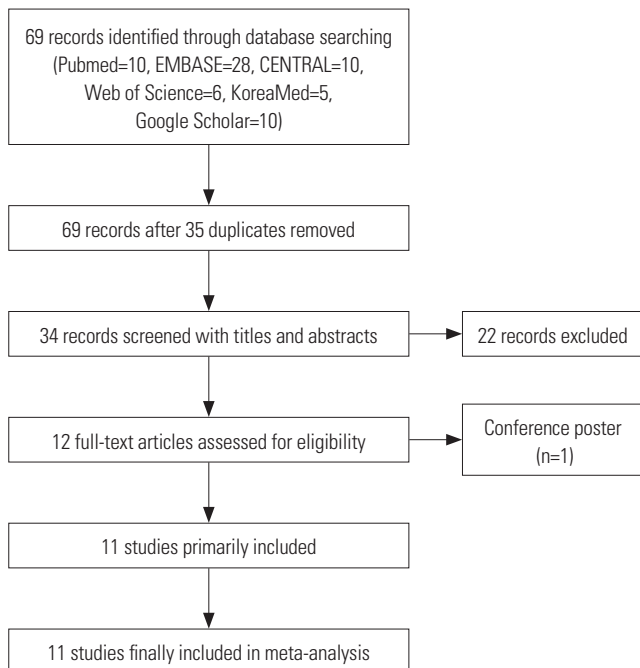 69 records identified through database searching
(Pubmed=10, EMBASE=28, CENTRAL=10,
Web of Science=6, KoreaMed=5,
Google Scholar=10)
69 records after 35 duplicates removed
34 records screened with titles and abstracts
22 records excluded
12 full-text articles assessed for eligibility
Conference poster
(n=1)
11 studies primarily included
11 studies finally included in meta-analysis